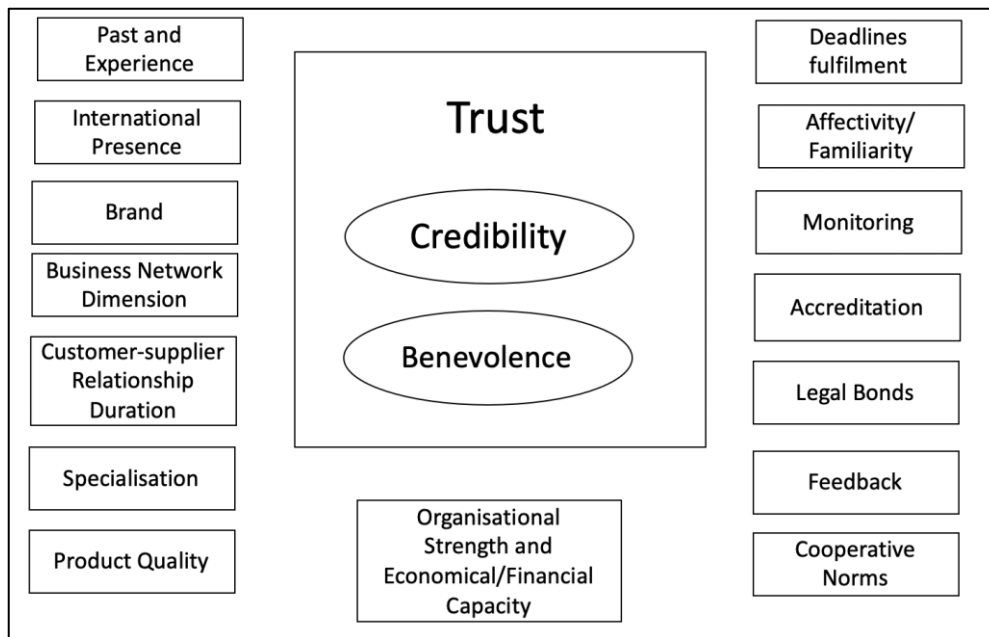 Past and
Experience
International
Presence
Brand
Business Network
Dimension
Customer-supplier
Relationship
Duration
Specialisation
Product Quality
Trust
Credibility
Benevolence
Organisational
Strength and
Economical/Financial
Capacity
Deadlines
fulfilment
Affectivity/
Familiarity
Monitoring
Accreditation
Legal Bonds
Feedback
Cooperative
Norms